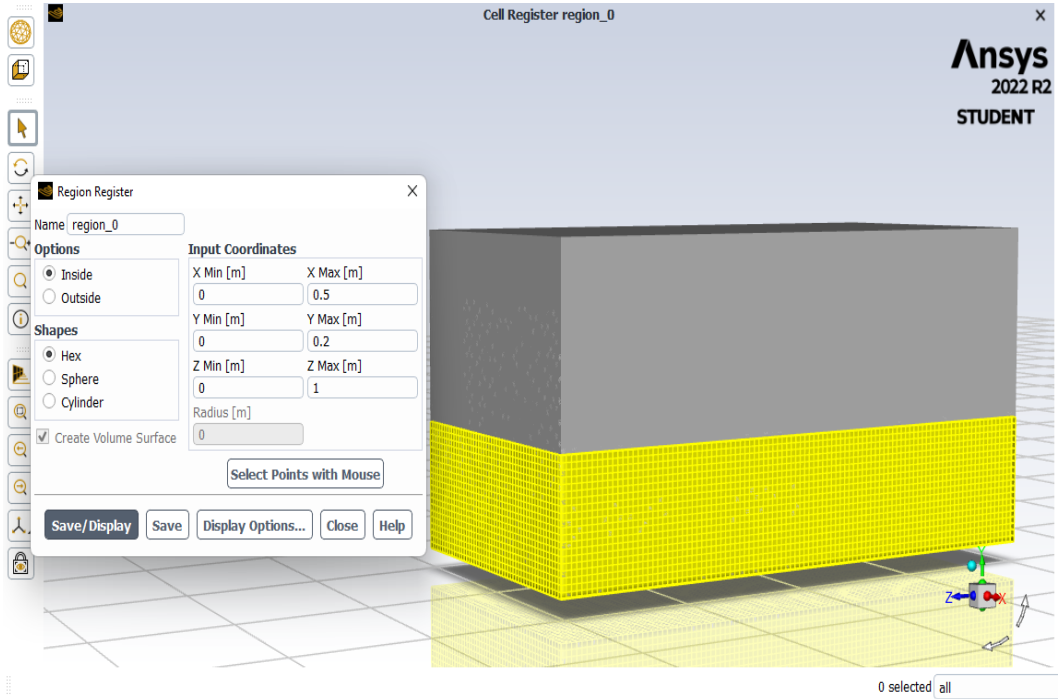 Cell Register region_0
X
Ansys
2022 R2
STUDENT
Region Register
X
Name region_0
Options
Inside
Outside
Shapes
Hex
Sphere
Cylinder
Create Volume Surface
Input Coordinates
X Min [m] X Max [m]
0 0.5
Y Min [m] Y Max [m]
0 0.2
Z Min [m] Z Max [m]
0 1
Radius [m]
0
Select Points with Mouse
Save/Display Save Display Options... Close Help
Y
Z X
0 selected all